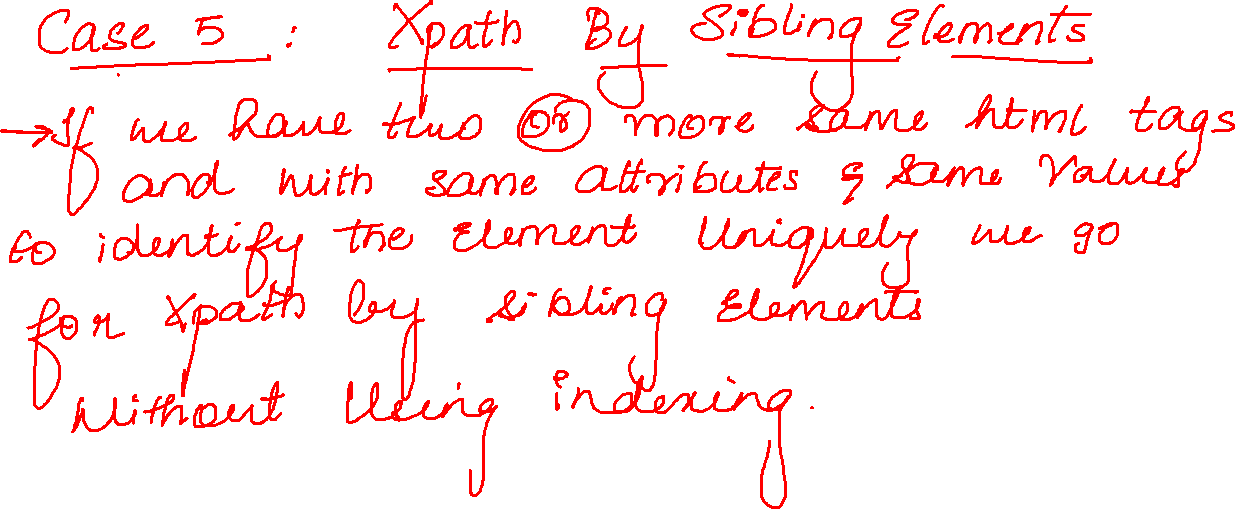 Case 5 : Xpath By Sibling Elements
→ If we have two or more same html tags
and with same attributes & same values
to identify the Element Uniquely we go
for Xpath by sibling Elements
without Using indexing.